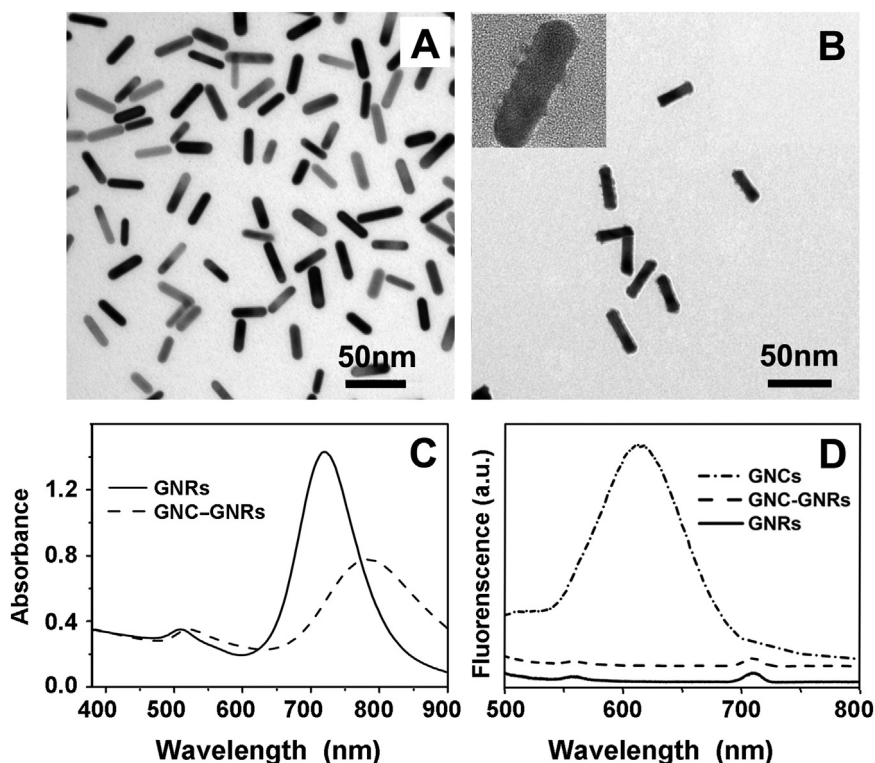 A
50nm
B
50nm
C
GNRs
GNC–GNRs
Absorbance
1.2
0.8
0.4
0.0
400 500 600 700 800 900
Wavelength (nm)
D
GNCs
GNC-GNRs
GNRs
Fluorenscence (a.u.)
500 600 700 800
Wavelength (nm)